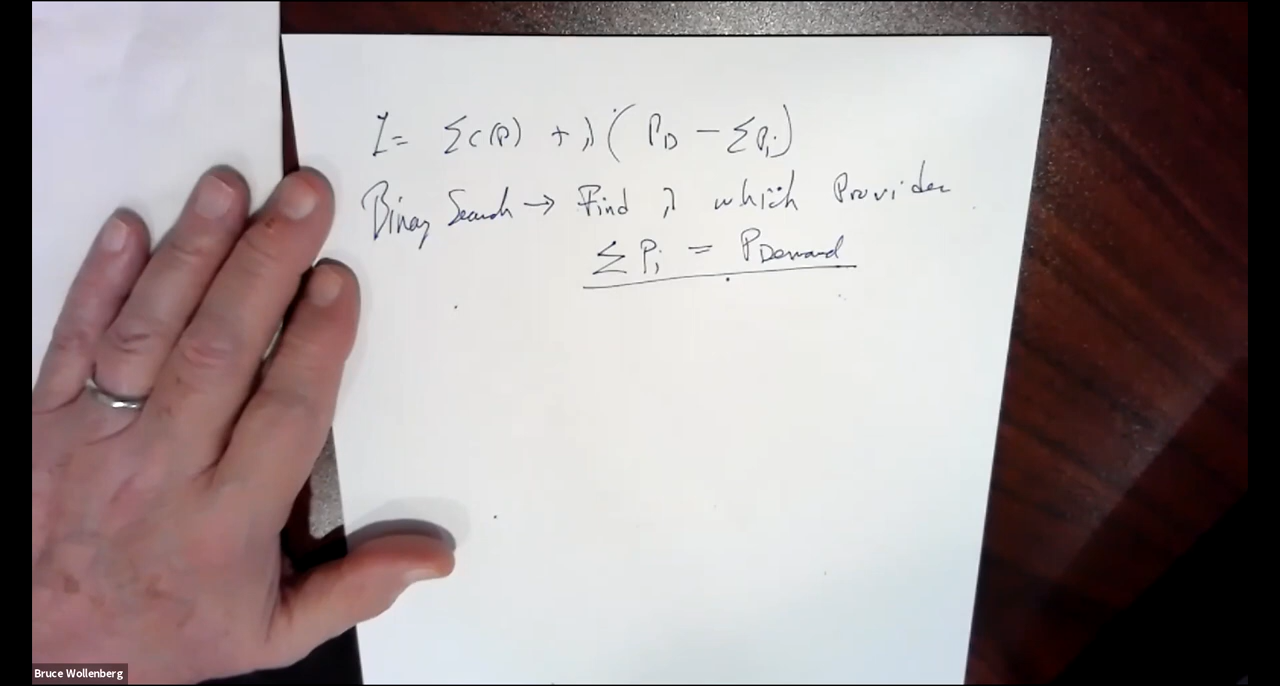 L = ΣC(P) + λ( P_D - ΣP_i )
Binary Search → Find λ which Provides
ΣP_i = P_Demand
Bruce Wollenberg